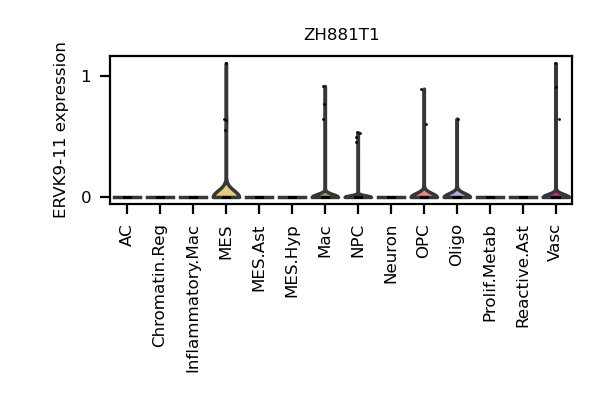 ZH881T1
ERVK9-11 expression
1
0
AC
Chromatin.Reg
Inflammatory.Mac
MES
MES.Ast
MES.Hyp
Mac
NPC
Neuron
OPC
Oligo
Prolif.Metab
Reactive.Ast
Vasc